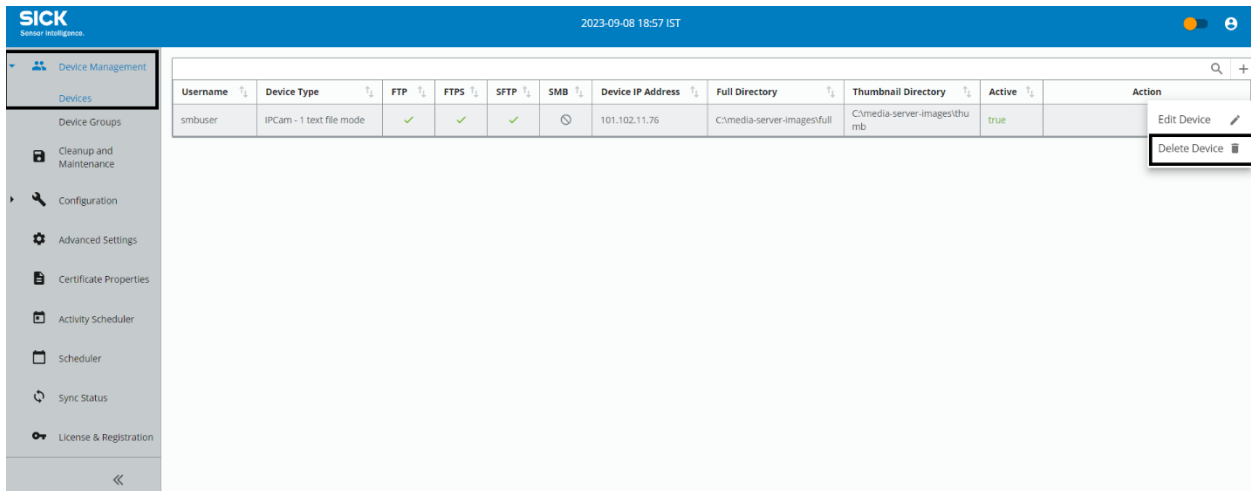 SICK
Sensor Intelligence.
2023-09-08 18:57 IST
Device Management
Devices
Device Groups
Cleanup and
Maintenance
Configuration
Advanced Settings
Certificate Properties
Activity Scheduler
Scheduler
Sync Status
License & Registration
Username Device Type FTP FTPS SFTP SMB Device IP Address Full Directory Thumbnail Directory Active Action
smbuser IPCam - 1 text file mode 101.102.11.76 C:\media-server-images\full C:\media-server-images\thu true
mb
Edit Device
Delete Device